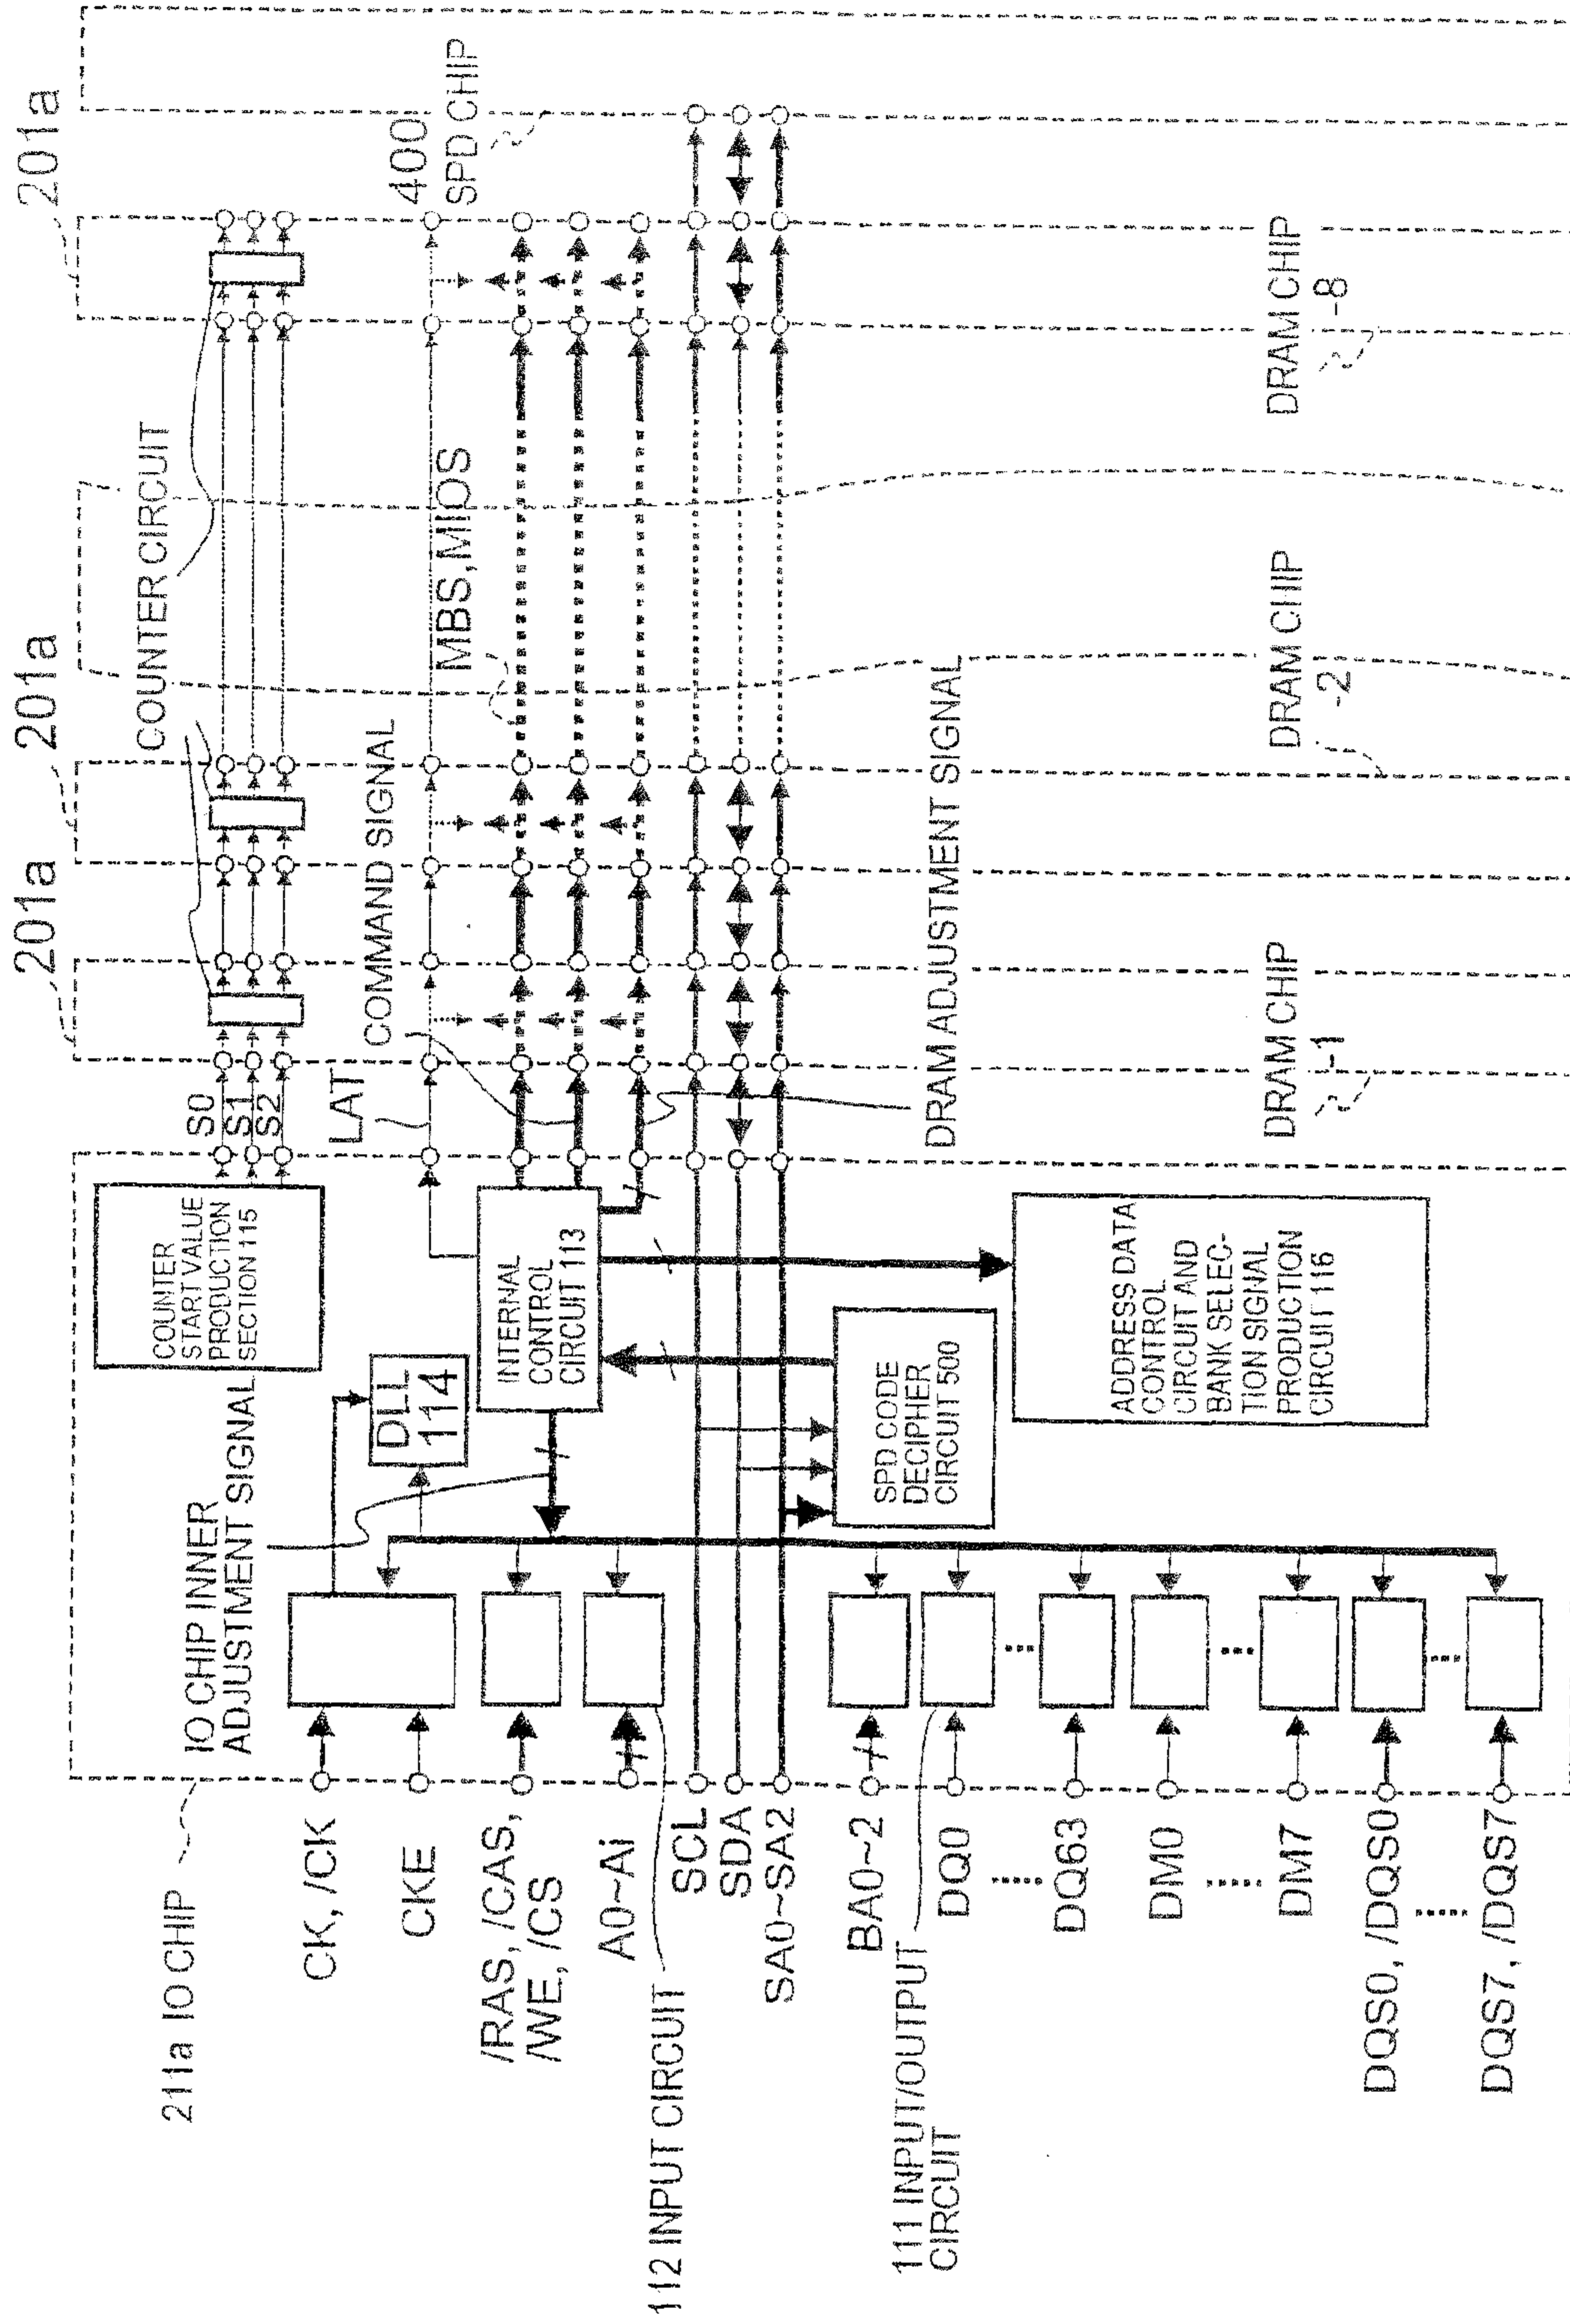 211a IO CHIP
IO CHIP INNER
ADJUSTMENT SIGNAL
CK, /CK
CKE
/RAS, /CAS,
/WE, /CS
A0~Ai
112 INPUT CIRCUIT
SCL
SDA
SA0~SA2
BA0~2
111 INPUT/OUTPUT
CIRCUIT
DQ0
DQ63
DM0
DM7
DQS0, /DQS0
DQS7, /DQS7
COUNTER
START VALUE
PRODUCTION
SECTION 115
DLL
114
INTERNAL
CONTROL
CIRCUIT 113
SPD CODE
DECIPHER
CIRCUIT 500
ADDRESS DATA
CONTROL
CIRCUIT AND
BANK SELEC-
TION SIGNAL
PRODUCTION
CIRCUIT 116
S0
S1
S2
LAT
COMMAND SIGNAL
DRAM ADJUSTMENT SIGNAL
MBS,MIOS
COUNTER CIRCUIT
201a
201a
201a
400
SPD CHIP
DRAM CHIP
-1
DRAM CHIP
-2
DRAM CHIP
-8